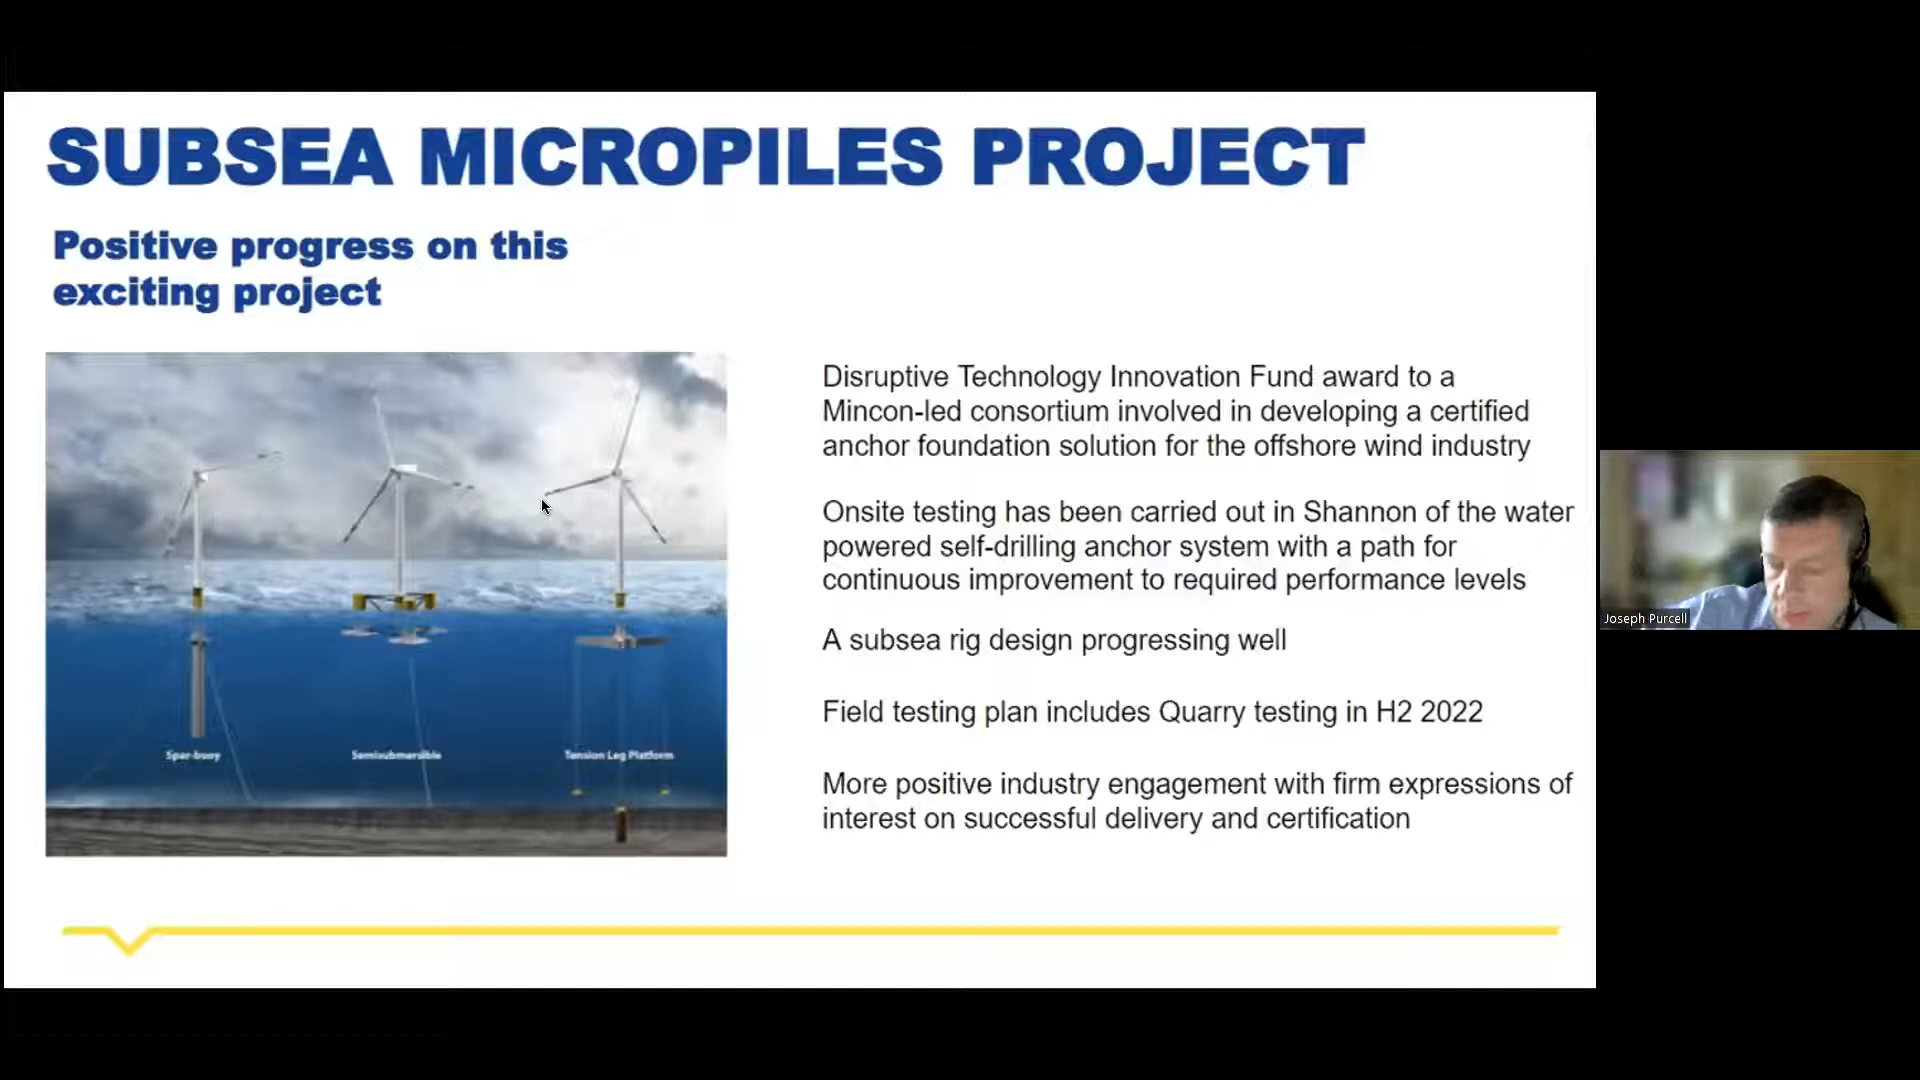 SUBSEA MICROPILES PROJECT
Positive progress on this
exciting project
Disruptive Technology Innovation Fund award to a
Mincon-led consortium involved in developing a certified
anchor foundation solution for the offshore wind industry
Onsite testing has been carried out in Shannon of the water
powered self-drilling anchor system with a path for
continuous improvement to required performance levels
A subsea rig design progressing well
Field testing plan includes Quarry testing in H2 2022
More positive industry engagement with firm expressions of
interest on successful delivery and certification
Spar-buoy
Semisubmersible
Tension Leg Platform
Joseph Purcell